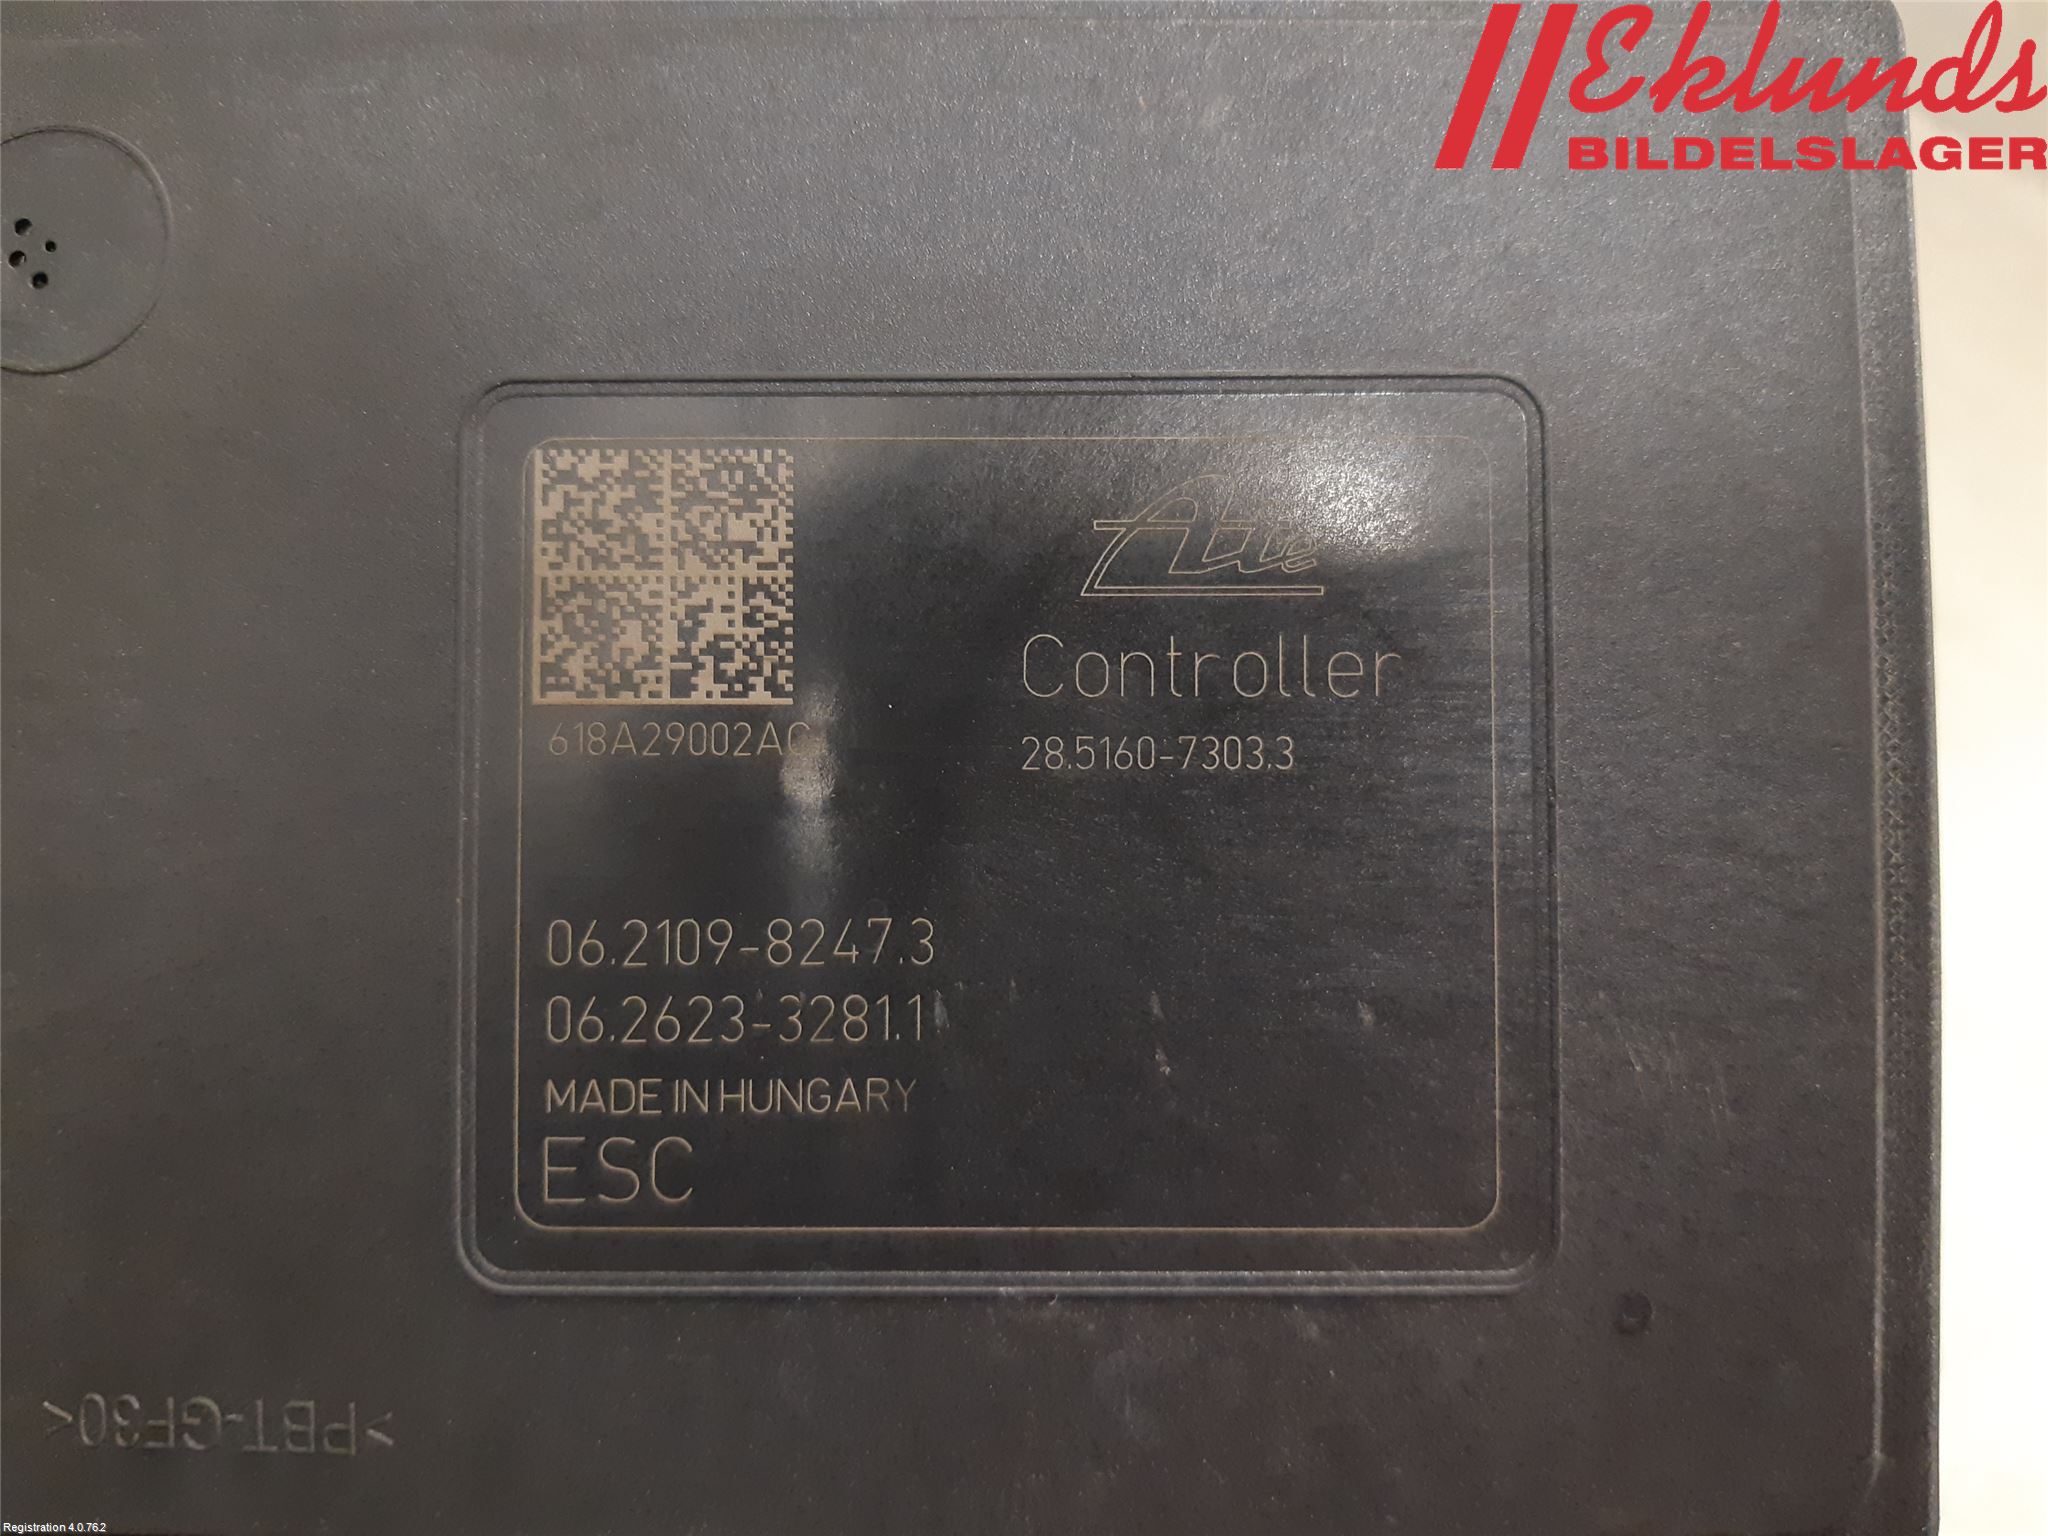 Eklunds
BILDELSLAGER
Ate
Controller
618A29002AC
28.5160-7303.3
06.2109-8247.3
06.2623-3281.1
MADE IN HUNGARY
ESC
>PBT-GF30<
Registration 4.0.76.2